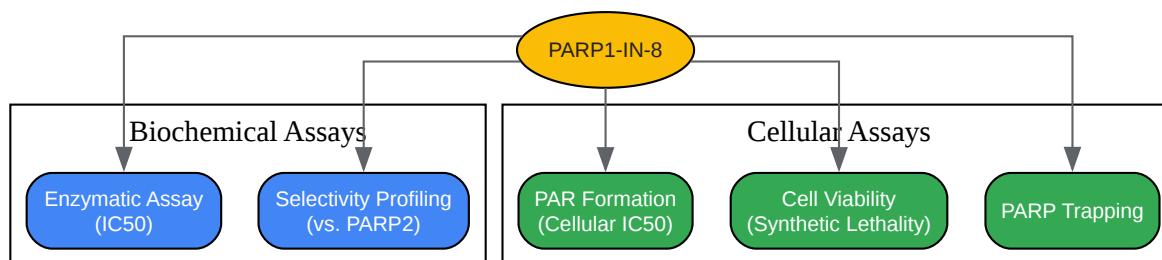 PARP1-IN-8
Biochemical Assays
Cellular Assays
Enzymatic Assay
(IC50)
Selectivity Profiling
(vs. PARP2)
PAR Formation
(Cellular IC50)
Cell Viability
(Synthetic Lethality)
PARP Trapping